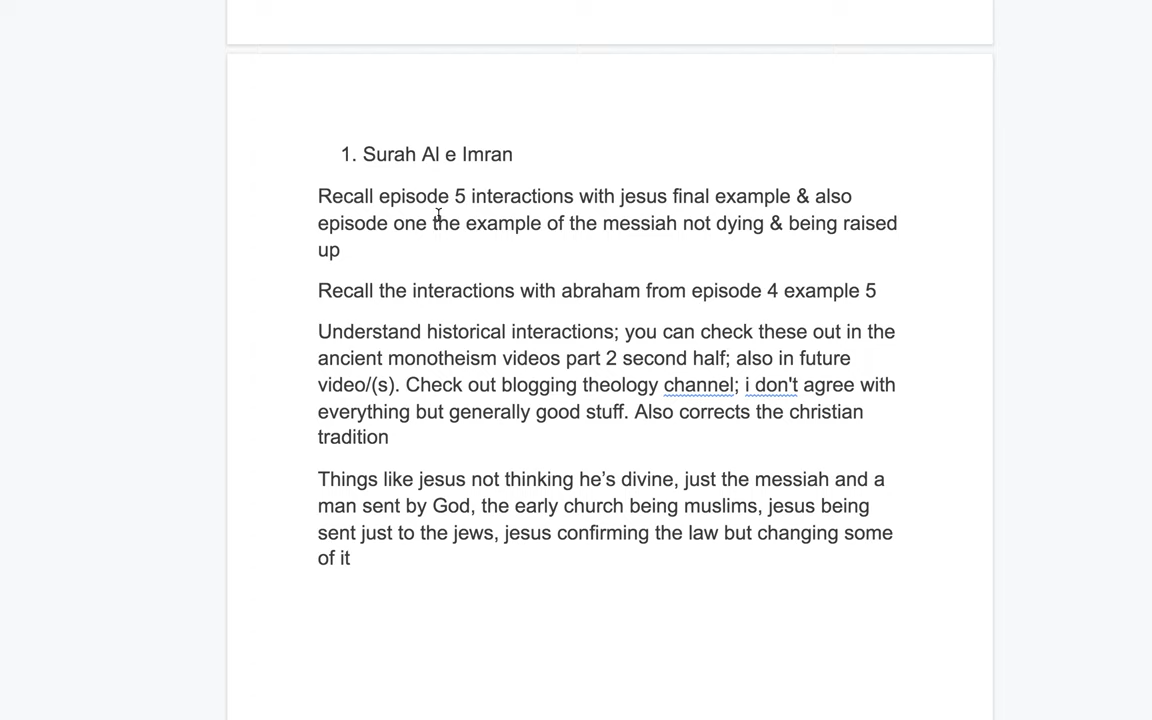 1. Surah Al e Imran
Recall episode 5 interactions with jesus final example & also
episode one the example of the messiah not dying & being raised
up
Recall the interactions with abraham from episode 4 example 5
Understand historical interactions; you can check these out in the
ancient monotheism videos part 2 second half; also in future
video/(s). Check out blogging theology channel; i don't agree with
everything but generally good stuff. Also corrects the christian
tradition
Things like jesus not thinking he’s divine, just the messiah and a
man sent by God, the early church being muslims, jesus being
sent just to the jews, jesus confirming the law but changing some
of it